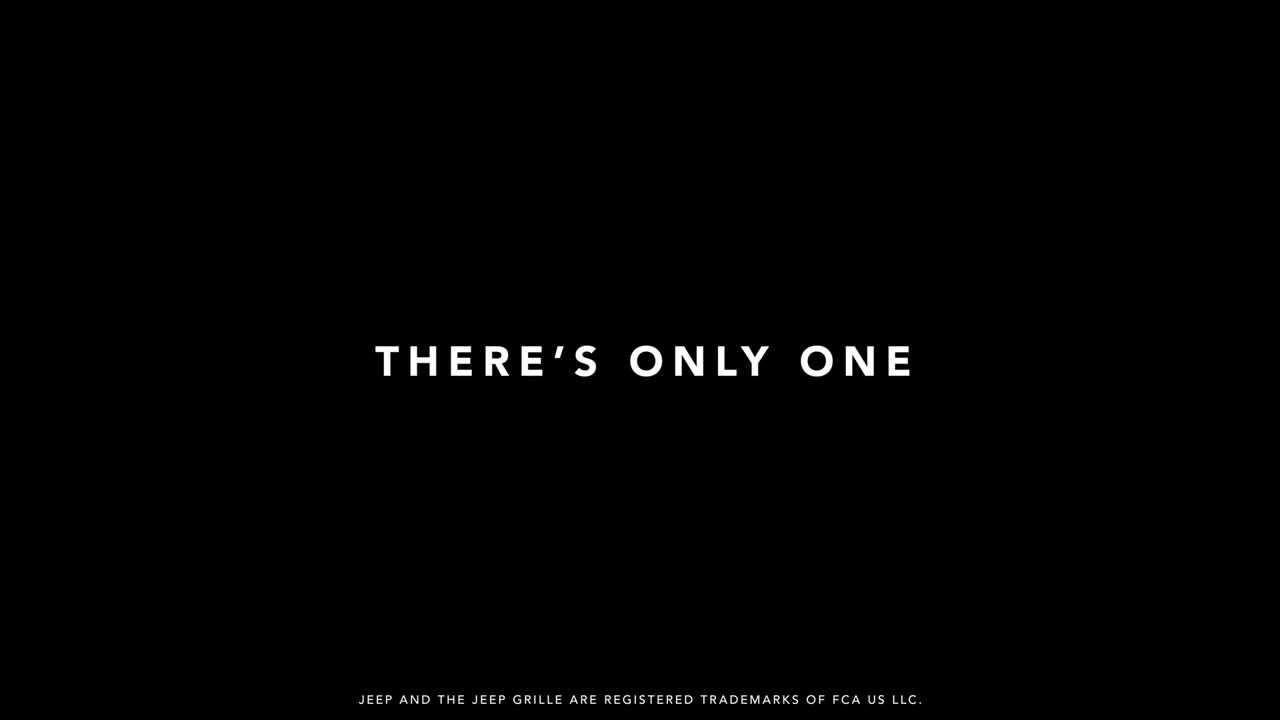 THERE’S ONLY ONE
JEEP AND THE JEEP GRILLE ARE REGISTERED TRADEMARKS OF FCA US LLC.